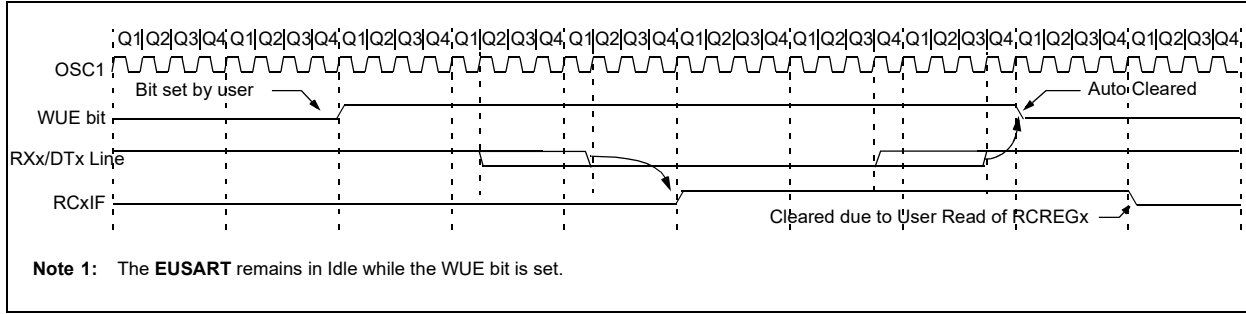 Q1 Q2 Q3 Q4 Q1 Q2 Q3 Q4 Q1 Q2 Q3 Q4 Q1 Q2 Q3 Q4 Q1 Q2 Q3 Q4 Q1 Q2 Q3 Q4 Q1 Q2 Q3 Q4 Q1 Q2 Q3 Q4 Q1 Q2 Q3 Q4 Q1 Q2 Q3 Q4
OSC1
Bit set by user
Auto Cleared
WUE bit
RXx/DTx Line
RCxIF
Cleared due to User Read of RCREGx
Note 1: The EUSART remains in Idle while the WUE bit is set.